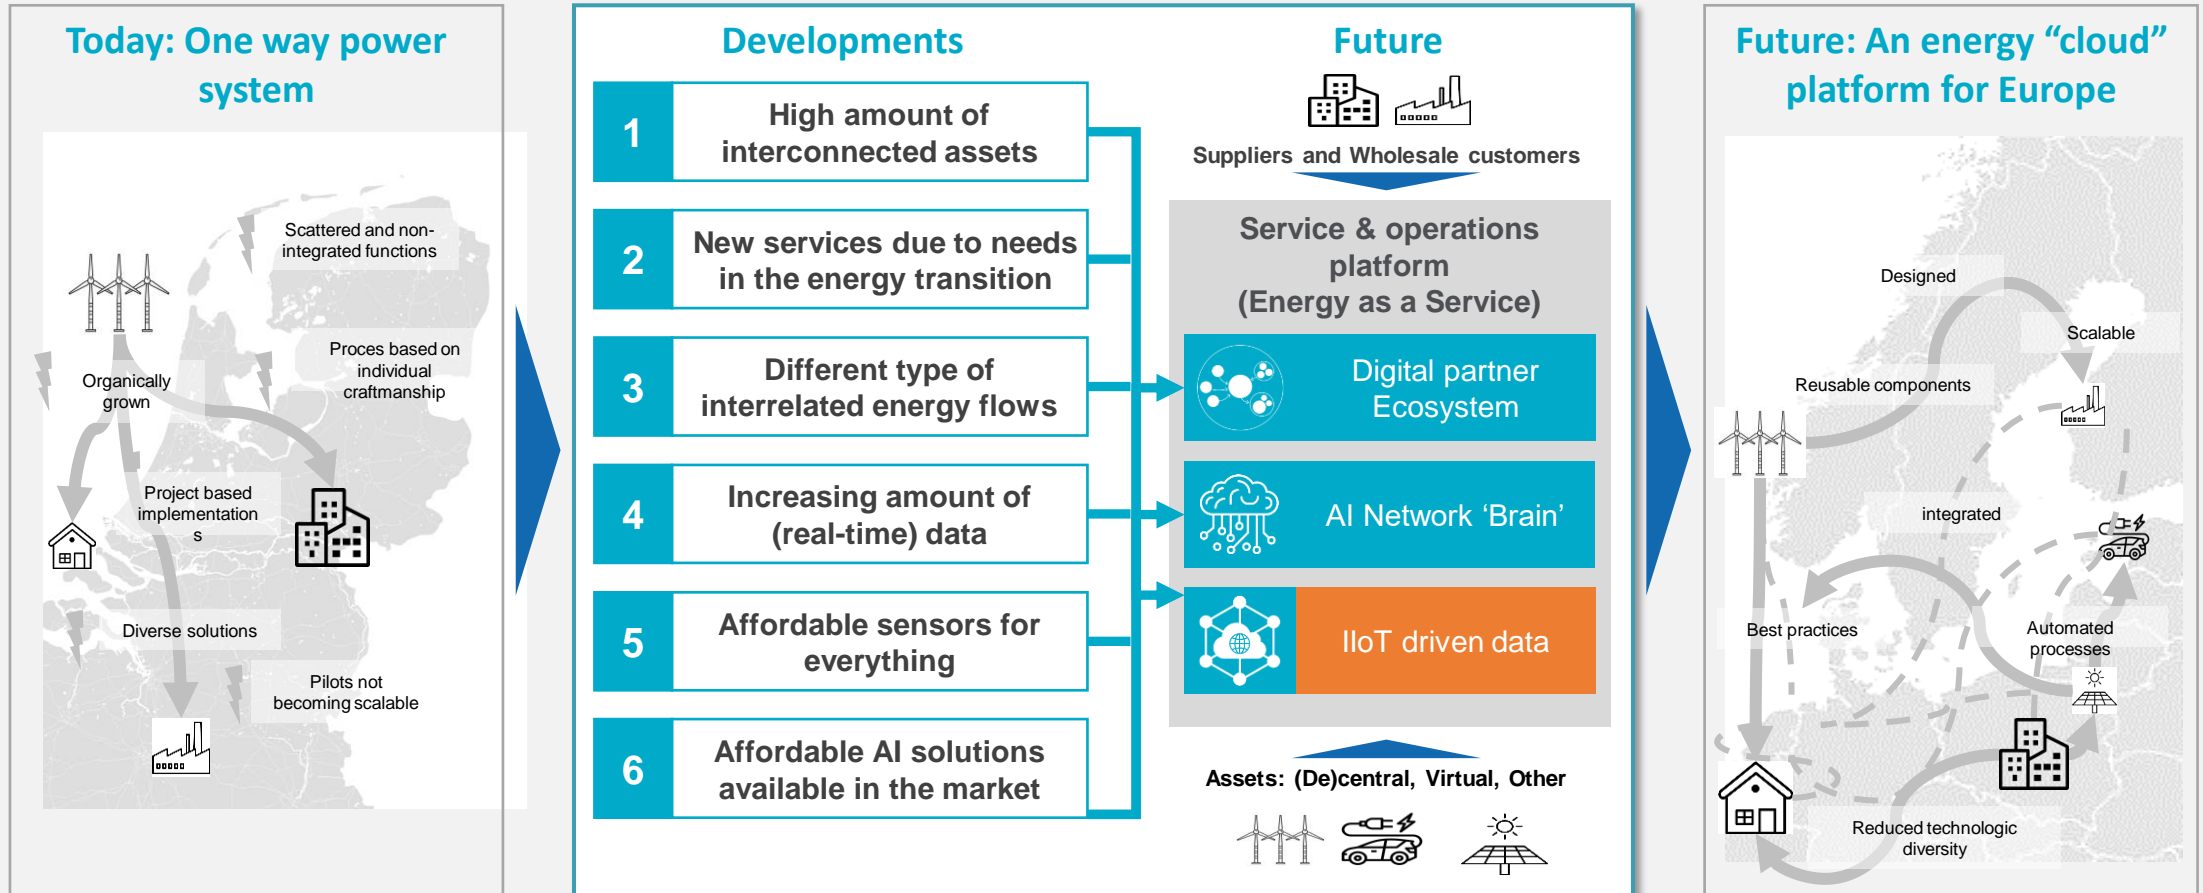 Today: One way power
system
Scattered and non-
integrated functions
Proces based on
individual
craftmanship
Organically
grown
Project based
implementation
s
Diverse solutions
Pilots not
becoming scalable
Developments
1
High amount of
interconnected assets
2
New services due to needs
in the energy transition
3
Different type of
interrelated energy flows
4
Increasing amount of
(real-time) data
5
Affordable sensors for
everything
6
Affordable AI solutions
available in the market
Future
Suppliers and Wholesale customers
Service & operations
platform
(Energy as a Service)
Digital partner
Ecosystem
AI Network ‘Brain’
IIoT driven data
Assets: (De)central, Virtual, Other
Future: An energy “cloud”
platform for Europe
Designed
Scalable
Reusable components
integrated
Best practices
Automated
processes
Reduced technologic
diversity